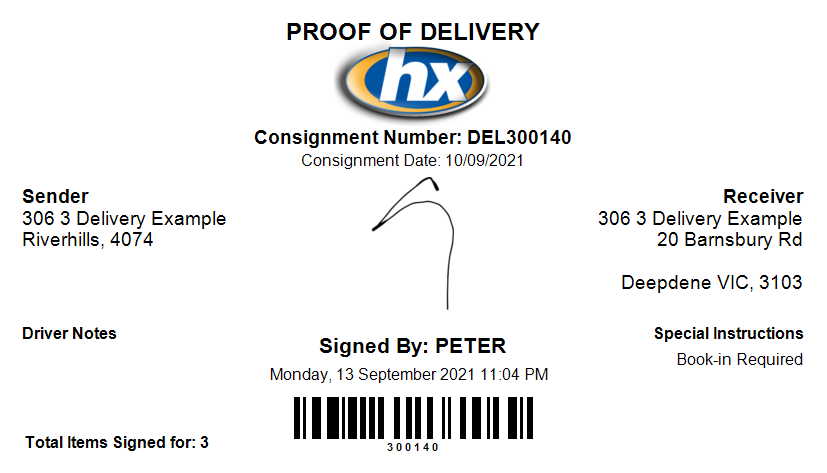 PROOF OF DELIVERY
hx
Consignment Number: DEL300140
Consignment Date: 10/09/2021
Sender
306 3 Delivery Example
Riverhills, 4074
Receiver
306 3 Delivery Example
20 Barnsbury Rd
Deepdene VIC, 3103
Driver Notes
Signed By: PETER
Monday, 13 September 2021 11:04 PM
Special Instructions
Book-in Required
Total Items Signed for: 3
300140